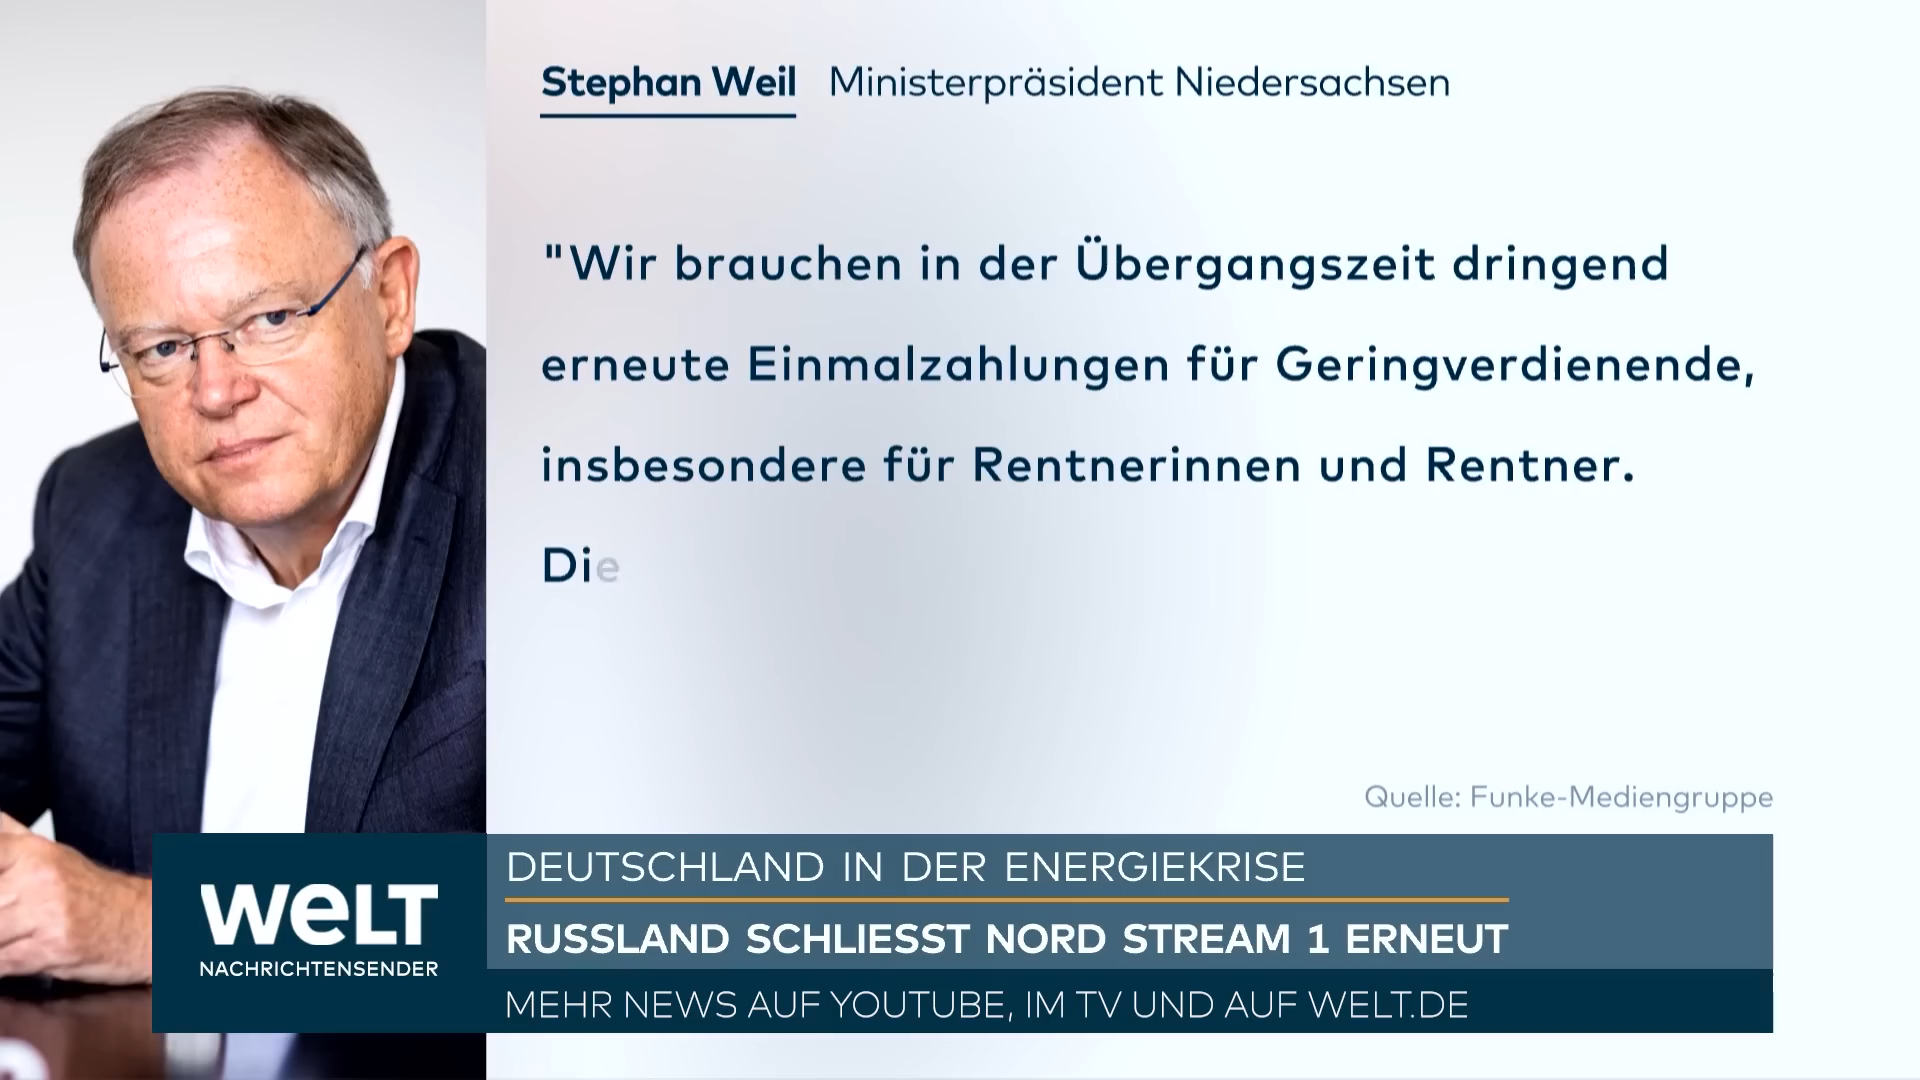 Stephan Weil Ministerpräsident Niedersachsen
"Wir brauchen in der Übergangszeit dringend
erneute Einmalzahlungen für Geringverdienende,
insbesondere für Rentnerinnen und Rentner.
Die
Quelle: Funke-Mediengruppe
WELT
NACHRICHTENSENDER
DEUTSCHLAND IN DER ENERGIEKRISE
RUSSLAND SCHLIESST NORD STREAM 1 ERNEUT
MEHR NEWS AUF YOUTUBE, IM TV UND AUF WELT.DE